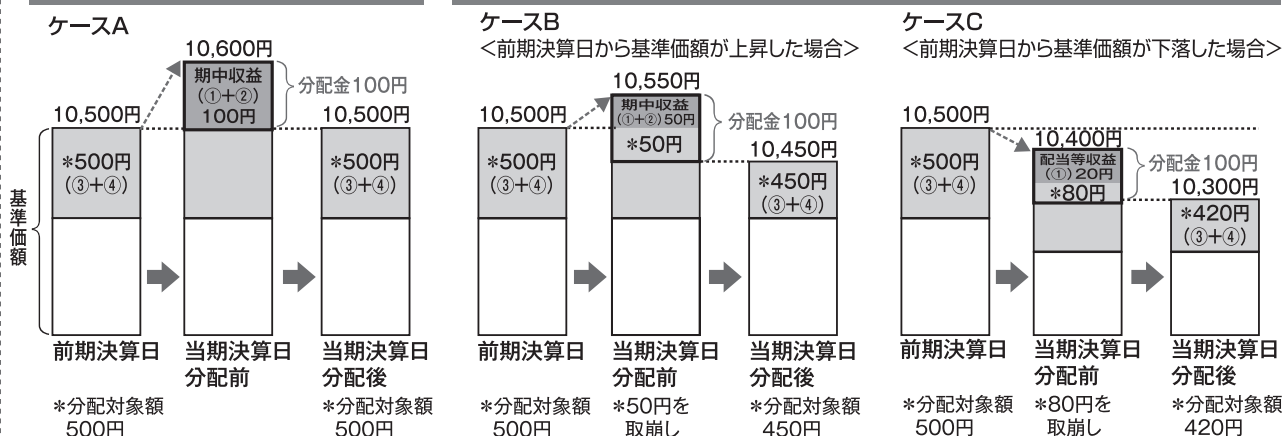 ケースA
10,600円
期中収益
(①+②)
100円
分配金100円
10,500円
10,500円
*500円
(③+④)
*500円
(③+④)
基準価額
前期決算日
当期決算日
分配前
当期決算日
分配後
*分配対象額
500円
*分配対象額
500円
ケースB
<前期決算日から基準価額が上昇した場合>
10,550円
期中収益
(①+②)50円
*50円
分配金100円
10,500円
10,450円
*500円
(③+④)
*450円
(③+④)
前期決算日
当期決算日
分配前
当期決算日
分配後
*分配対象額
500円
*50円を
取崩し
*分配対象額
450円
ケースC
<前期決算日から基準価額が下落した場合>
10,500円
10,400円
配当等収益
(①)20円
*80円
分配金100円
10,300円
*500円
(③+④)
*420円
(③+④)
前期決算日
当期決算日
分配前
当期決算日
分配後
*分配対象額
500円
*80円を
取崩し
*分配対象額
420円